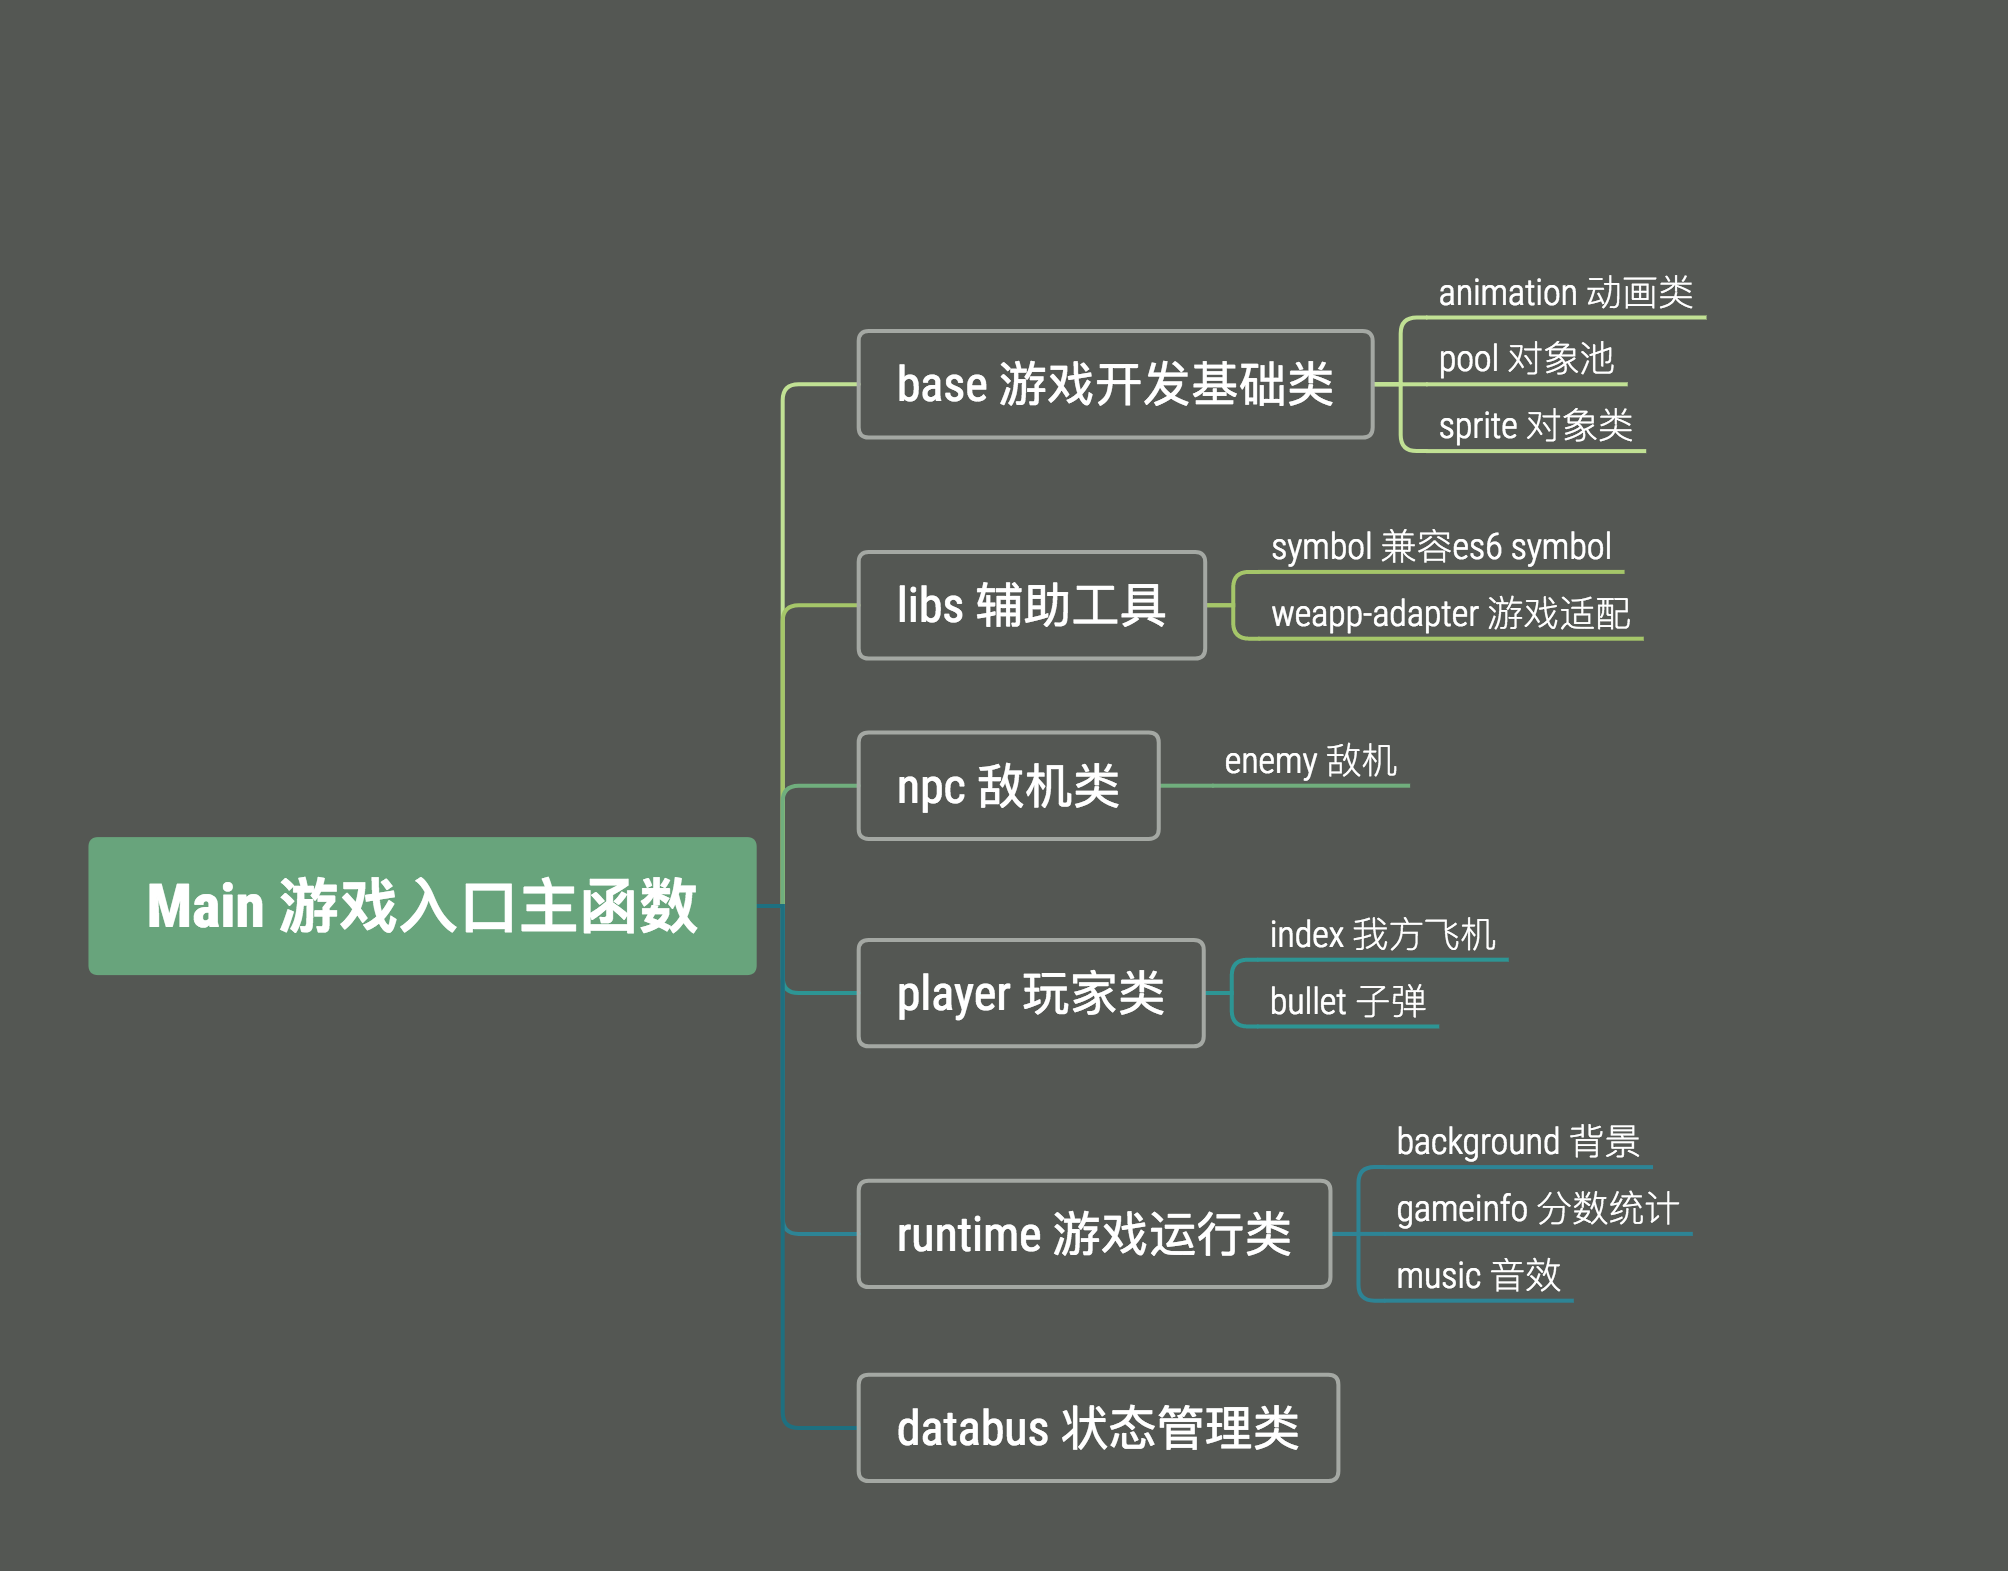 Main 游戏入口主函数
base 游戏开发基础类
animation 动画类
pool 对象池
sprite 对象类
libs 辅助工具
symbol 兼容es6 symbol
weapp-adapter 游戏适配
npc 敌机类
enemy 敌机
player 玩家类
index 我方飞机
bullet 子弹
runtime 游戏运行类
background 背景
gameinfo 分数统计
music 音效
databus 状态管理类